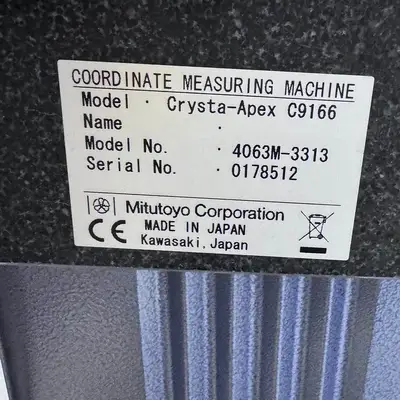 COORDINATE MEASURING MACHINE
Model · Crysta-Apex C9166
Name ·
Model No. · 4063M-3313
Serial No. · 0178512
Mitutoyo Corporation
CE MADE IN JAPAN
Kawasaki, Japan